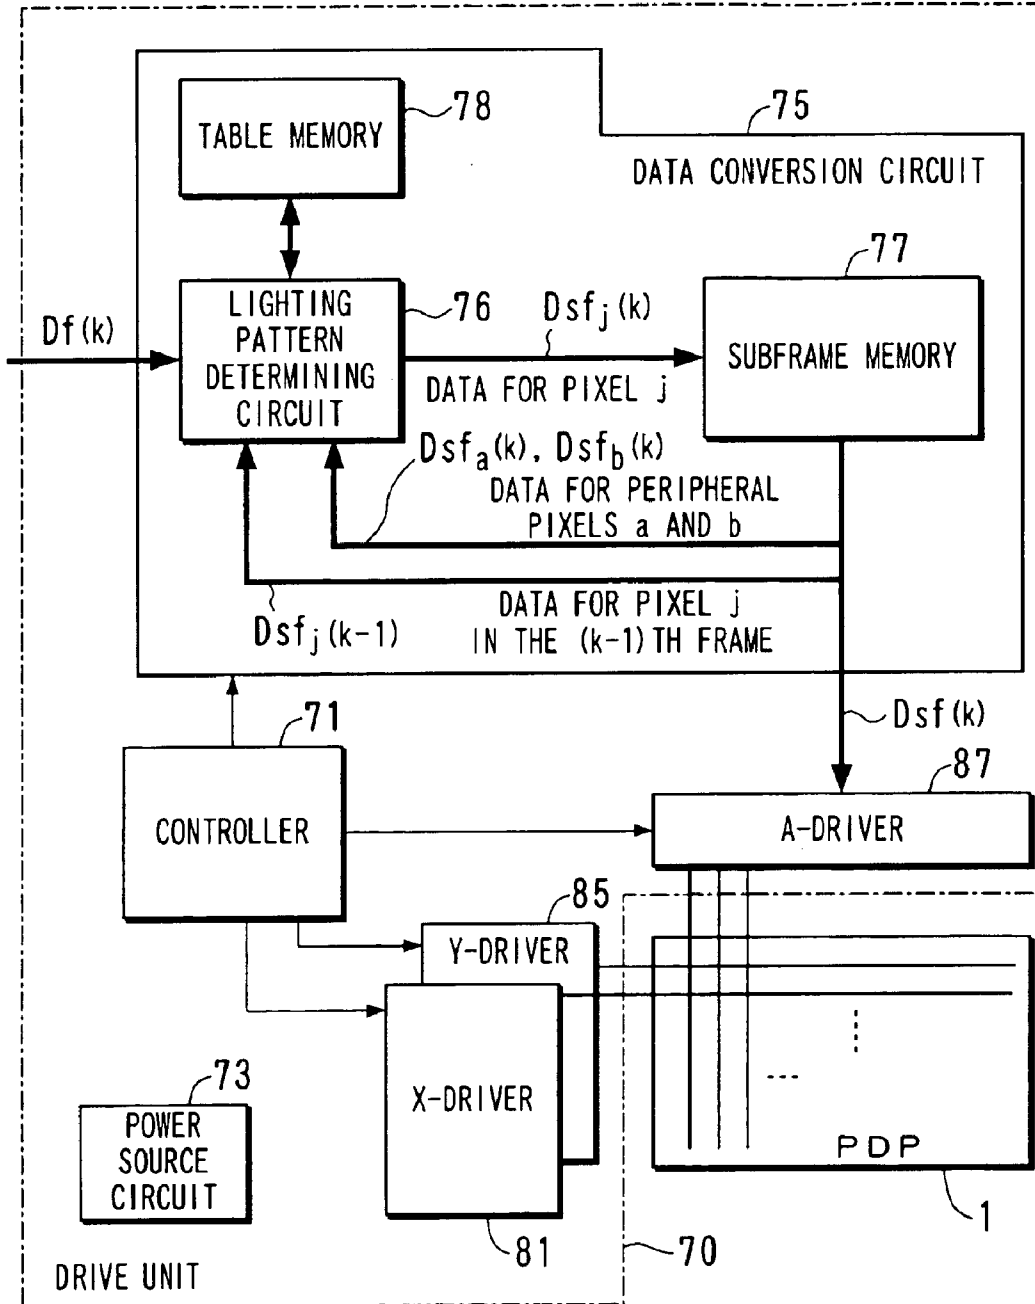 78
TABLE MEMORY
75
DATA CONVERSION CIRCUIT
77
Df(k)
LIGHTING
PATTERN
DETERMINING
CIRCUIT
76
Dsfj(k)
DATA FOR PIXEL j
SUBFRAME MEMORY
Dsfa(k), Dsfb(k)
DATA FOR PERIPHERAL
PIXELS a AND b
Dsfj(k-1)
DATA FOR PIXEL j
IN THE (k-1)TH FRAME
71
Dsf(k)
87
CONTROLLER
A-DRIVER
85
Y-DRIVER
X-DRIVER
73
POWER
SOURCE
CIRCUIT
PDP
1
81
70
DRIVE UNIT